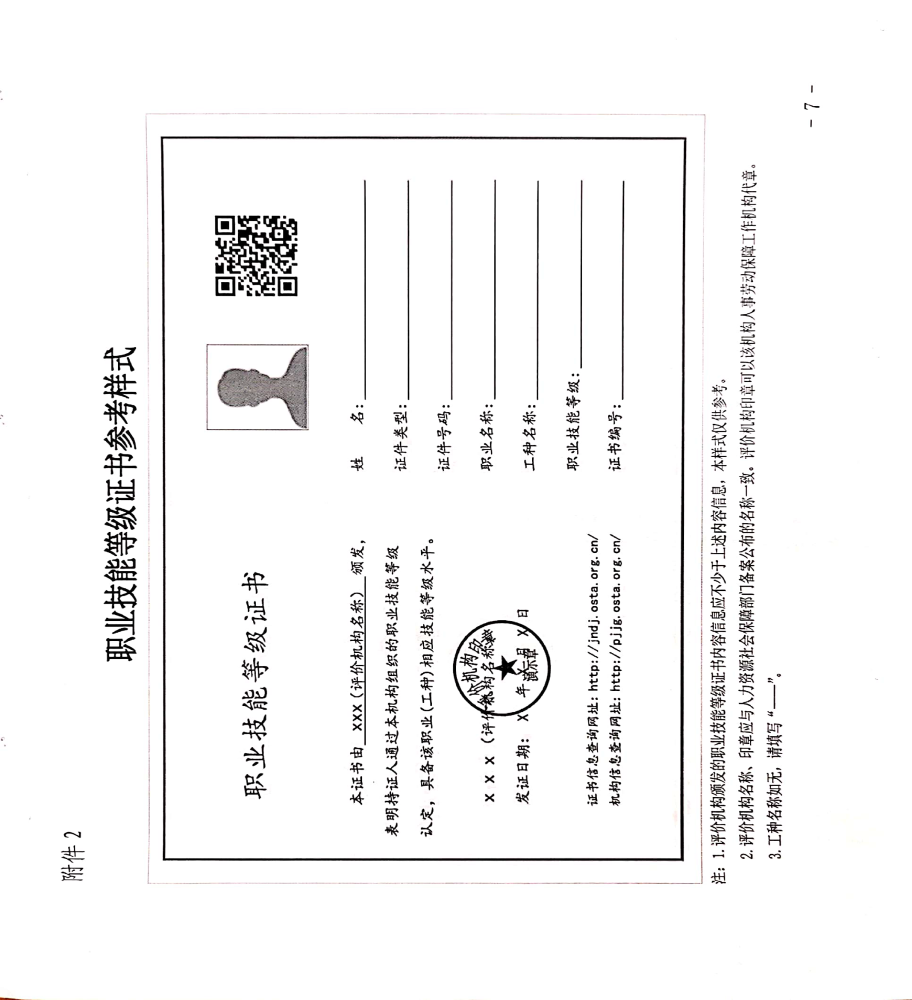 附件 2
职业技能等级证书参考样式
职业技能等级证书
本证书由 XXX(评价机构名称) 颁发，
表明持证人通过本机构组织的职业技能等级
认定，具备该职业(工种)相应技能等级水平。
X X X (评价机构名称
发证日期： X 年 X 月 X 日
演示章
证书信息查询网址: http://jndj.osta.org.cn/
机构信息查询网址: http://pjjg.osta.org.cn/
姓 名:
证件类型:
证件号码:
职业名称:
工种名称:
职业技能等级:
证书编号:
注：1.评价机构颁发的职业技能等级证书内容信息应不少于上述内容信息，本样式仅供参考。
2.评价机构名称、印章应与人力资源社会保障部门备案公布的名称一致。评价机构印章可以该机构人事劳动保障工作机构代章。
3.工种名称如无，请填写“——”。
- 7 -